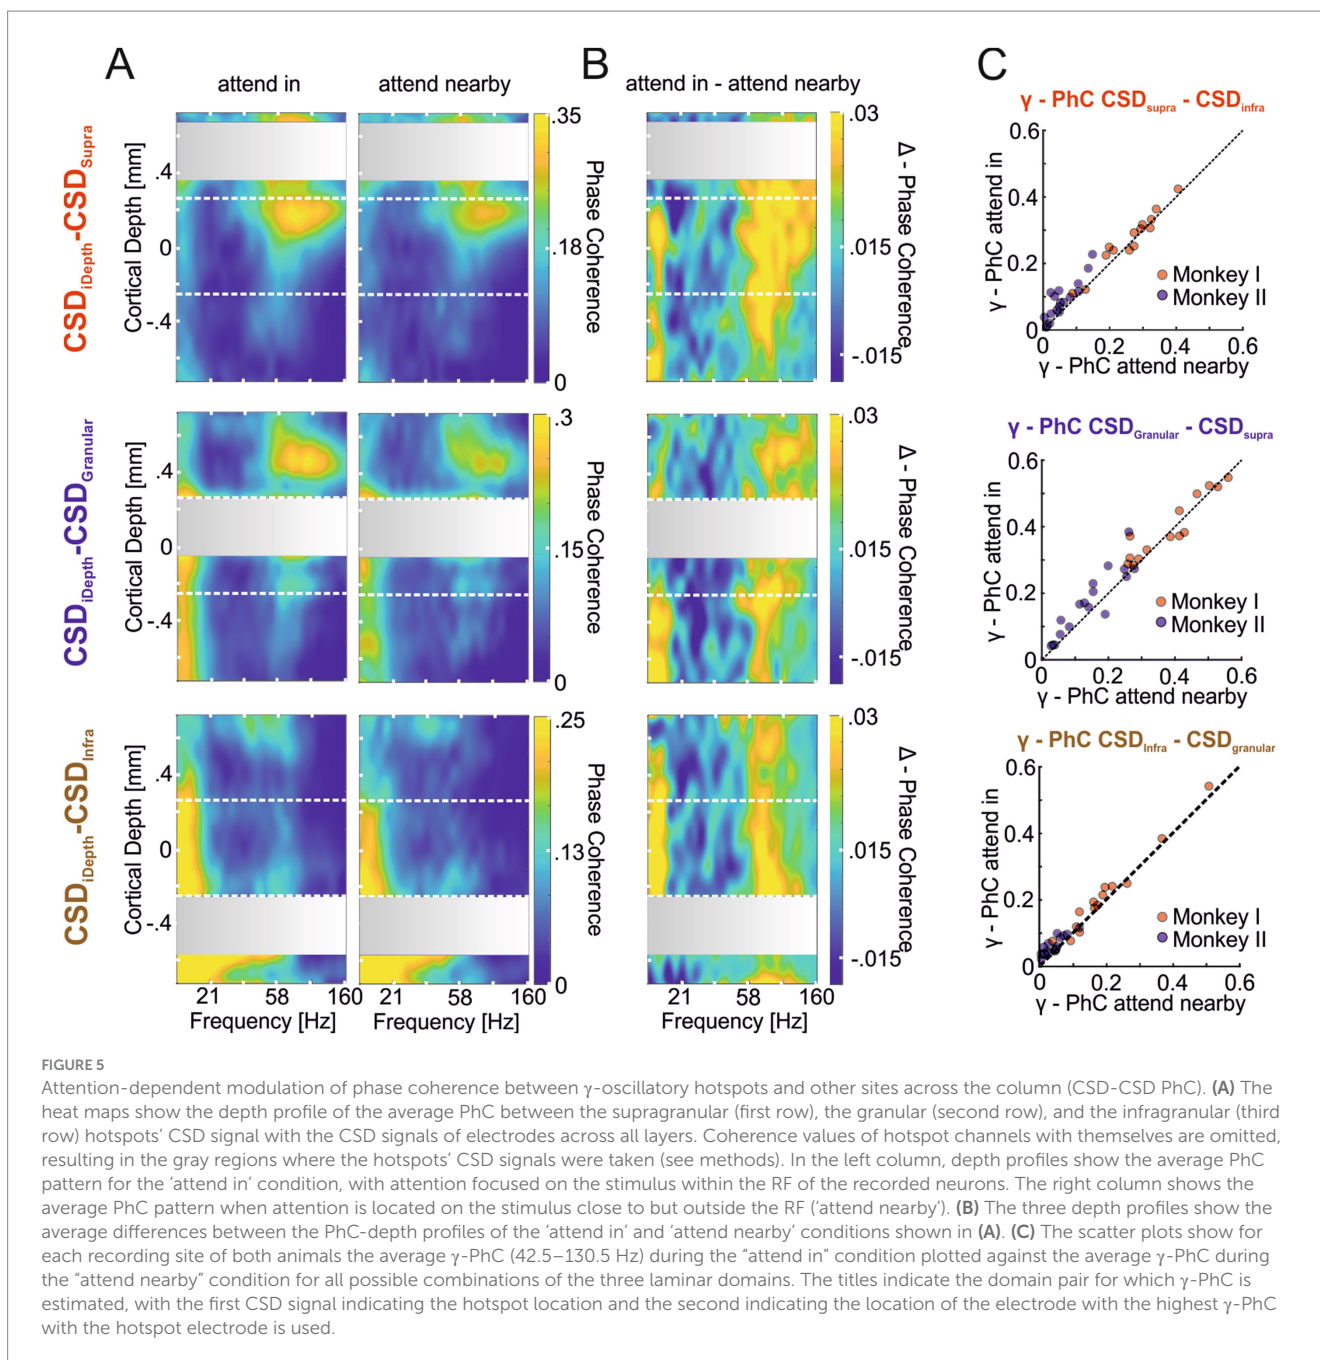 A
B
C
attend in
attend nearby
attend in - attend nearby
CSDiDepth-CSDSupra
Cortical Depth [mm]
.4
0
-.4
.35
.18
0
Phase Coherence
.03
.015
-.015
Δ - Phase Coherence
γ - PhC CSDsupra - CSDinfra
γ - PhC attend in
0.6
0.4
0.2
0
Monkey I
Monkey II
0
0.2
0.4
0.6
γ - PhC attend nearby
CSDiDepth-CSDGranular
Cortical Depth [mm]
.4
0
-.4
.3
.15
0
Phase Coherence
.03
.015
-.015
Δ - Phase Coherence
γ - PhC CSDGranular - CSDsupra
γ - PhC attend in
0.6
0.4
0.2
0
Monkey I
Monkey II
0
0.2
0.4
0.6
γ - PhC attend nearby
CSDiDepth-CSDInfra
Cortical Depth [mm]
.4
0
-.4
.25
.13
0
Phase Coherence
.03
.015
-.015
Δ - Phase Coherence
21
58
160
21
58
160
21
58
160
Frequency [Hz]
Frequency [Hz]
Frequency [Hz]
γ - PhC CSDInfra - CSDgranular
γ - PhC attend in
0.6
0.4
0.2
0
Monkey I
Monkey II
0
0.2
0.4
0.6
γ - PhC attend nearby
FIGURE 5
Attention-dependent modulation of phase coherence between γ-oscillatory hotspots and other sites across the column (CSD-CSD PhC). (A) The
heat maps show the depth profile of the average PhC between the supragranular (first row), the granular (second row), and the infragranular (third
row) hotspots' CSD signal with the CSD signals of electrodes across all layers. Coherence values of hotspot channels with themselves are omitted,
resulting in the gray regions where the hotspots' CSD signals were taken (see methods). In the left column, depth profiles show the average PhC
pattern for the 'attend in' condition, with attention focused on the stimulus within the RF of the recorded neurons. The right column shows the
average PhC pattern when attention is located on the stimulus close to but outside the RF ('attend nearby'). (B) The three depth profiles show the
average differences between the PhC-depth profiles of the 'attend in' and 'attend nearby' conditions shown in (A). (C) The scatter plots show for
each recording site of both animals the average γ-PhC (42.5–130.5 Hz) during the "attend in" condition plotted against the average γ-PhC during
the "attend nearby" condition for all possible combinations of the three laminar domains. The titles indicate the domain pair for which γ-PhC is
estimated, with the first CSD signal indicating the hotspot location and the second indicating the location of the electrode with the highest γ-PhC
with the hotspot electrode is used.